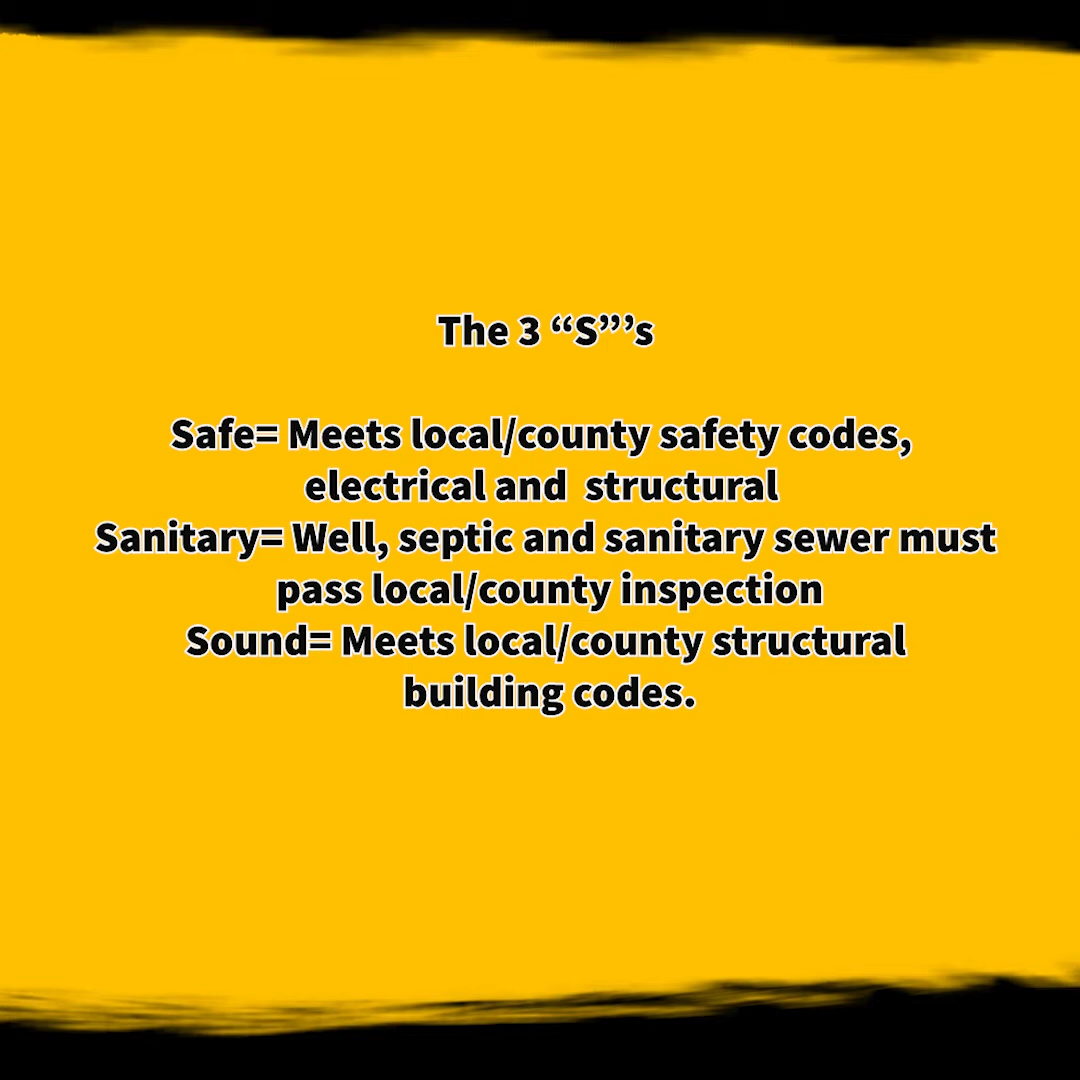 The 3 “S”’s
Safe= Meets local/county safety codes,
electrical and  structural
Sanitary= Well, septic and sanitary sewer must
pass local/county inspection
Sound= Meets local/county structural
building codes.